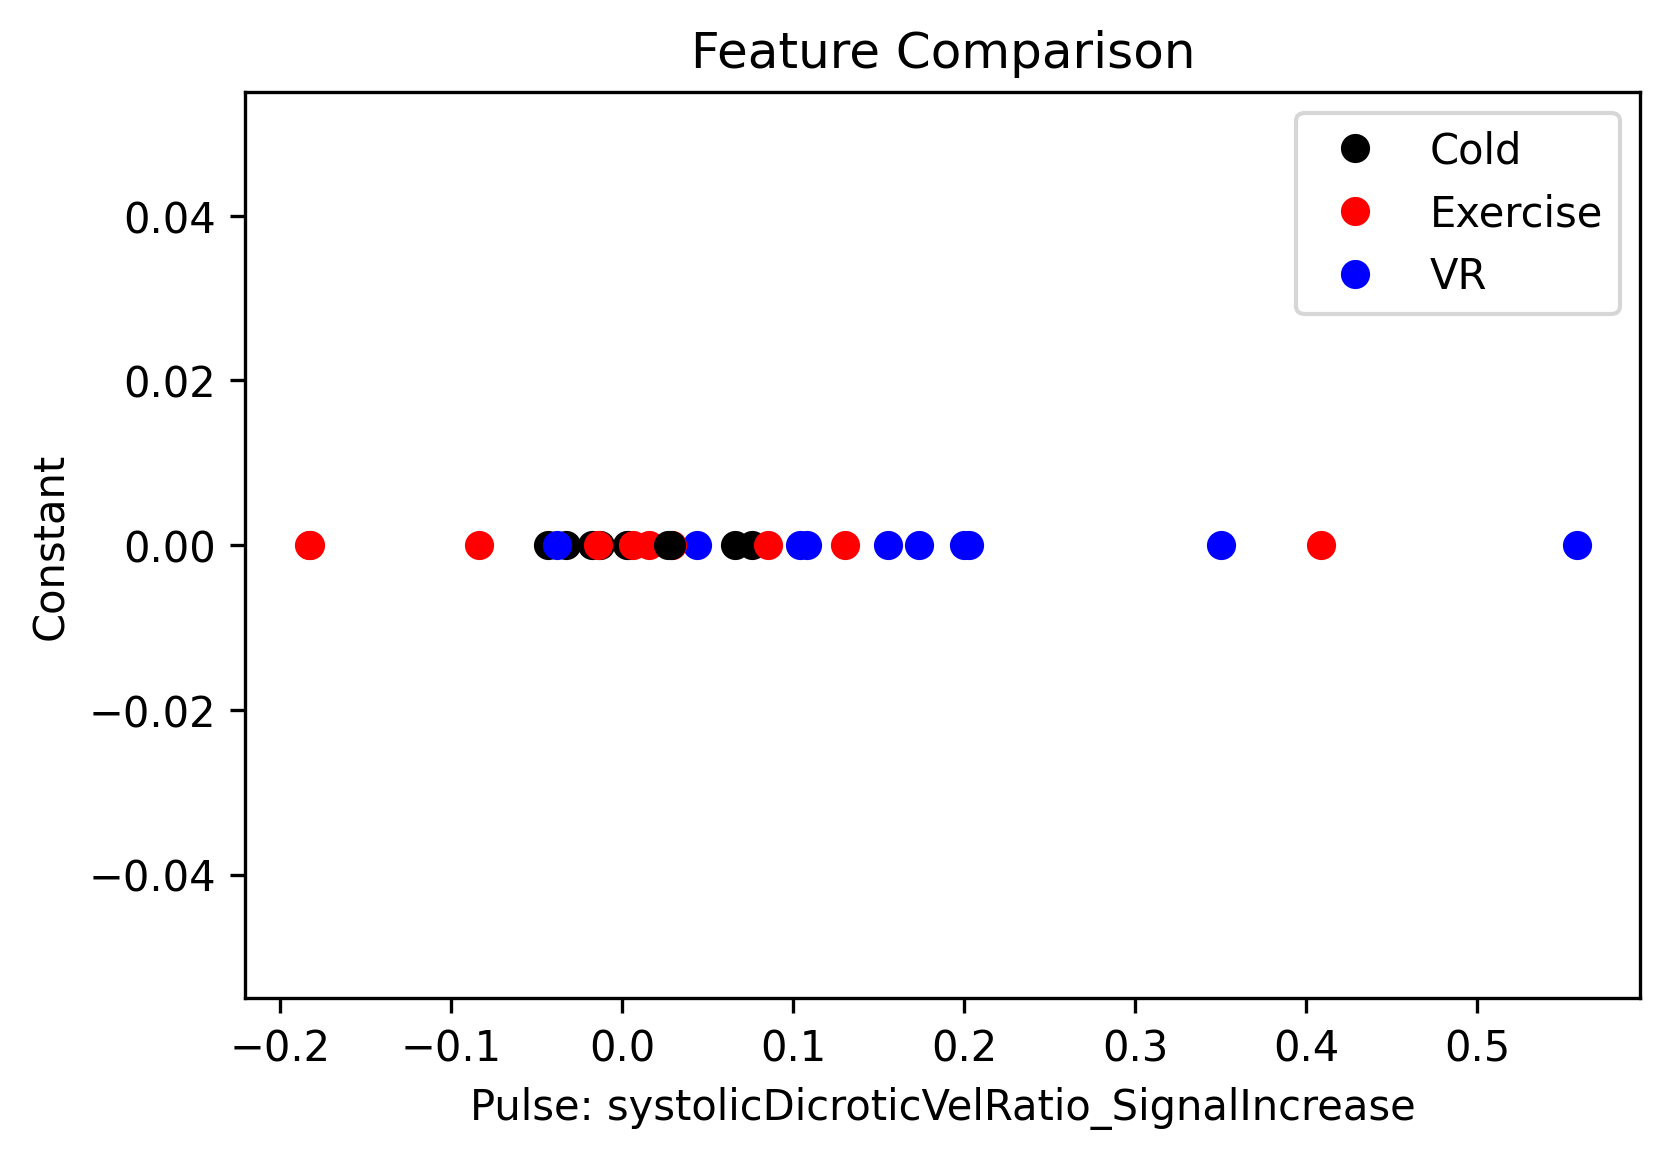 Feature Comparison
Cold
Exercise
VR
0.04
0.02
0.00
−0.02
−0.04
Constant
−0.2 −0.1 0.0 0.1 0.2 0.3 0.4 0.5
Pulse: systolicDicroticVelRatio_SignalIncrease